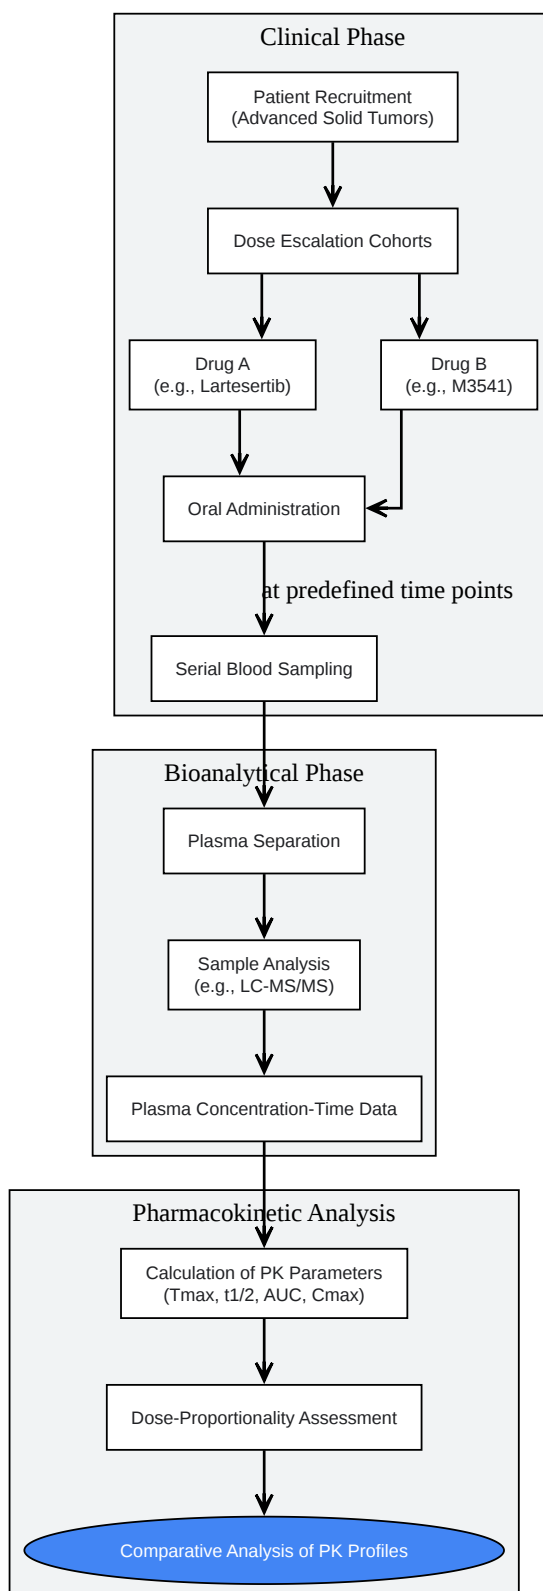 Clinical Phase
Patient Recruitment
(Advanced Solid Tumors)
Dose Escalation Cohorts
Drug A
(e.g., Lartesertib)
Drug B
(e.g., M3541)
Oral Administration
at predefined time points
Serial Blood Sampling
Bioanalytical Phase
Plasma Separation
Sample Analysis
(e.g., LC-MS/MS)
Plasma Concentration-Time Data
Pharmacokinetic Analysis
Calculation of PK Parameters
(Tmax, t1/2, AUC, Cmax)
Dose-Proportionality Assessment
Comparative Analysis of PK Profiles